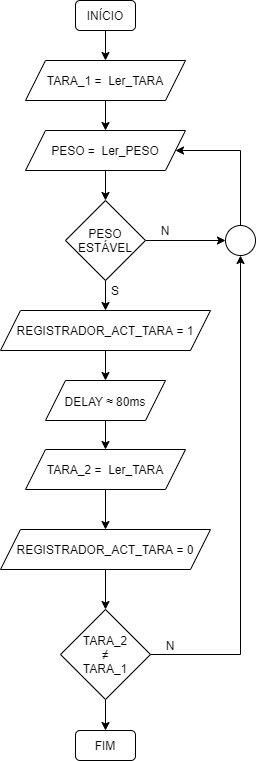 INÍCIO
TARA_1 = Ler_TARA
PESO = Ler_PESO
PESO
ESTÁVEL
N
S
REGISTRADOR_ACT_TARA = 1
DELAY ≈ 80ms
TARA_2 = Ler_TARA
REGISTRADOR_ACT_TARA = 0
TARA_2
≠
TARA_1
N
FIM